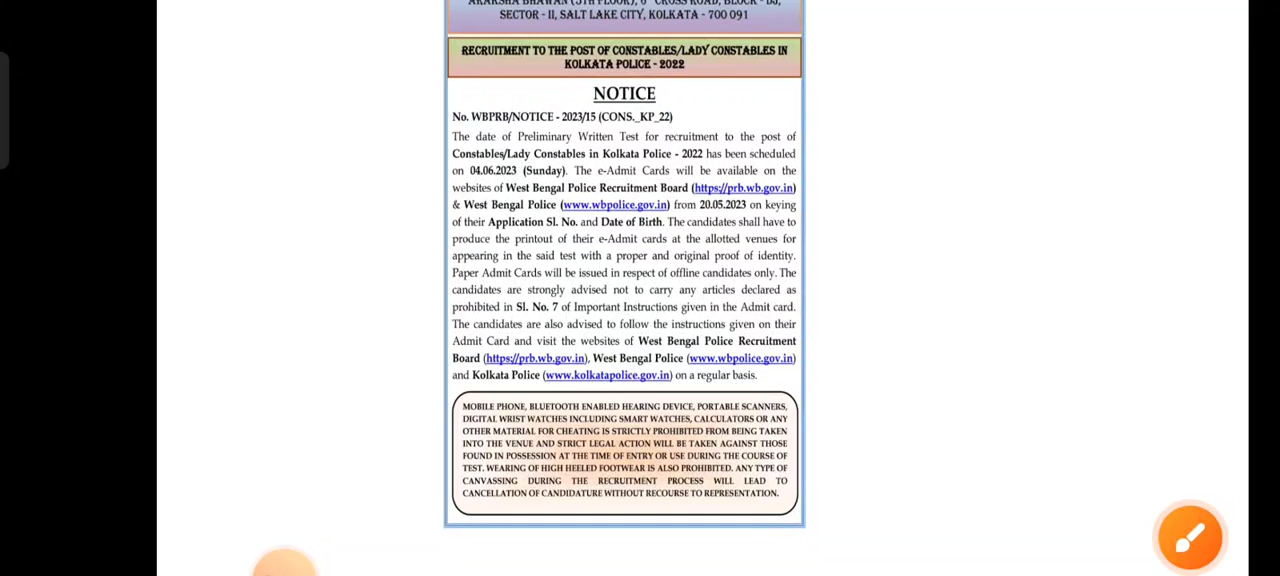 ARAKSHA BHAWAN (5TH FLOOR), 6TH CROSS ROAD, BLOCK - DJ,
SECTOR - II, SALT LAKE CITY, KOLKATA - 700 091
RECRUITMENT TO THE POST OF CONSTABLES/LADY CONSTABLES IN
KOLKATA POLICE - 2022
NOTICE
No. WBPRB/NOTICE - 2023/15 (CONS._KP_22)
The date of Preliminary Written Test for recruitment to the post of
Constables/Lady Constables in Kolkata Police - 2022 has been scheduled
on 04.06.2023 (Sunday). The e-Admit Cards will be available on the
websites of West Bengal Police Recruitment Board (https://prb.wb.gov.in)
& West Bengal Police (www.wbpolice.gov.in) from 20.05.2023 on keying
of their Application Sl. No. and Date of Birth. The candidates shall have to
produce the printout of their e-Admit cards at the allotted venues for
appearing in the said test with a proper and original proof of identity.
Paper Admit Cards will be issued in respect of offline candidates only. The
candidates are strongly advised not to carry any articles declared as
prohibited in Sl. No. 7 of Important Instructions given in the Admit card.
The candidates are also advised to follow the instructions given on their
Admit Card and visit the websites of West Bengal Police Recruitment
Board (https://prb.wb.gov.in), West Bengal Police (www.wbpolice.gov.in)
and Kolkata Police (www.kolkatapolice.gov.in) on a regular basis.
MOBILE PHONE, BLUETOOTH ENABLED HEARING DEVICE, PORTABLE SCANNERS,
DIGITAL WRIST WATCHES INCLUDING SMART WATCHES, CALCULATORS OR ANY
OTHER MATERIAL FOR CHEATING IS STRICTLY PROHIBITED FROM BEING TAKEN
INTO THE VENUE AND STRICT LEGAL ACTION WILL BE TAKEN AGAINST THOSE
FOUND IN POSSESSION AT THE TIME OF ENTRY OR USE DURING THE COURSE OF
TEST. WEARING OF HIGH HEELED FOOTWEAR IS ALSO PROHIBITED. ANY TYPE OF
CANVASSING DURING THE RECRUITMENT PROCESS WILL LEAD TO
CANCELLATION OF CANDIDATURE WITHOUT RECOURSE TO REPRESENTATION.